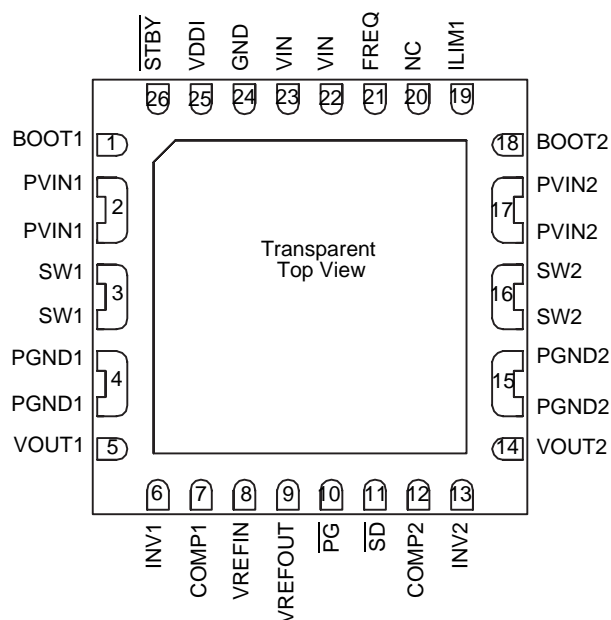 STBY
VDDI
GND
VIN
VIN
FREQ
NC
ILIM1
26
25
24
23
22
21
20
19
BOOT1
1
18
BOOT2
PVIN1
PVIN2
2
17
PVIN1
PVIN2
Transparent
Top View
SW1
SW2
3
16
SW1
SW2
PGND1
PGND2
4
15
PGND1
PGND2
VOUT1
5
14
VOUT2
6
7
8
9
10
11
12
13
INV1
COMP1
VREFIN
VREFOUT
PG
SD
COMP2
INV2